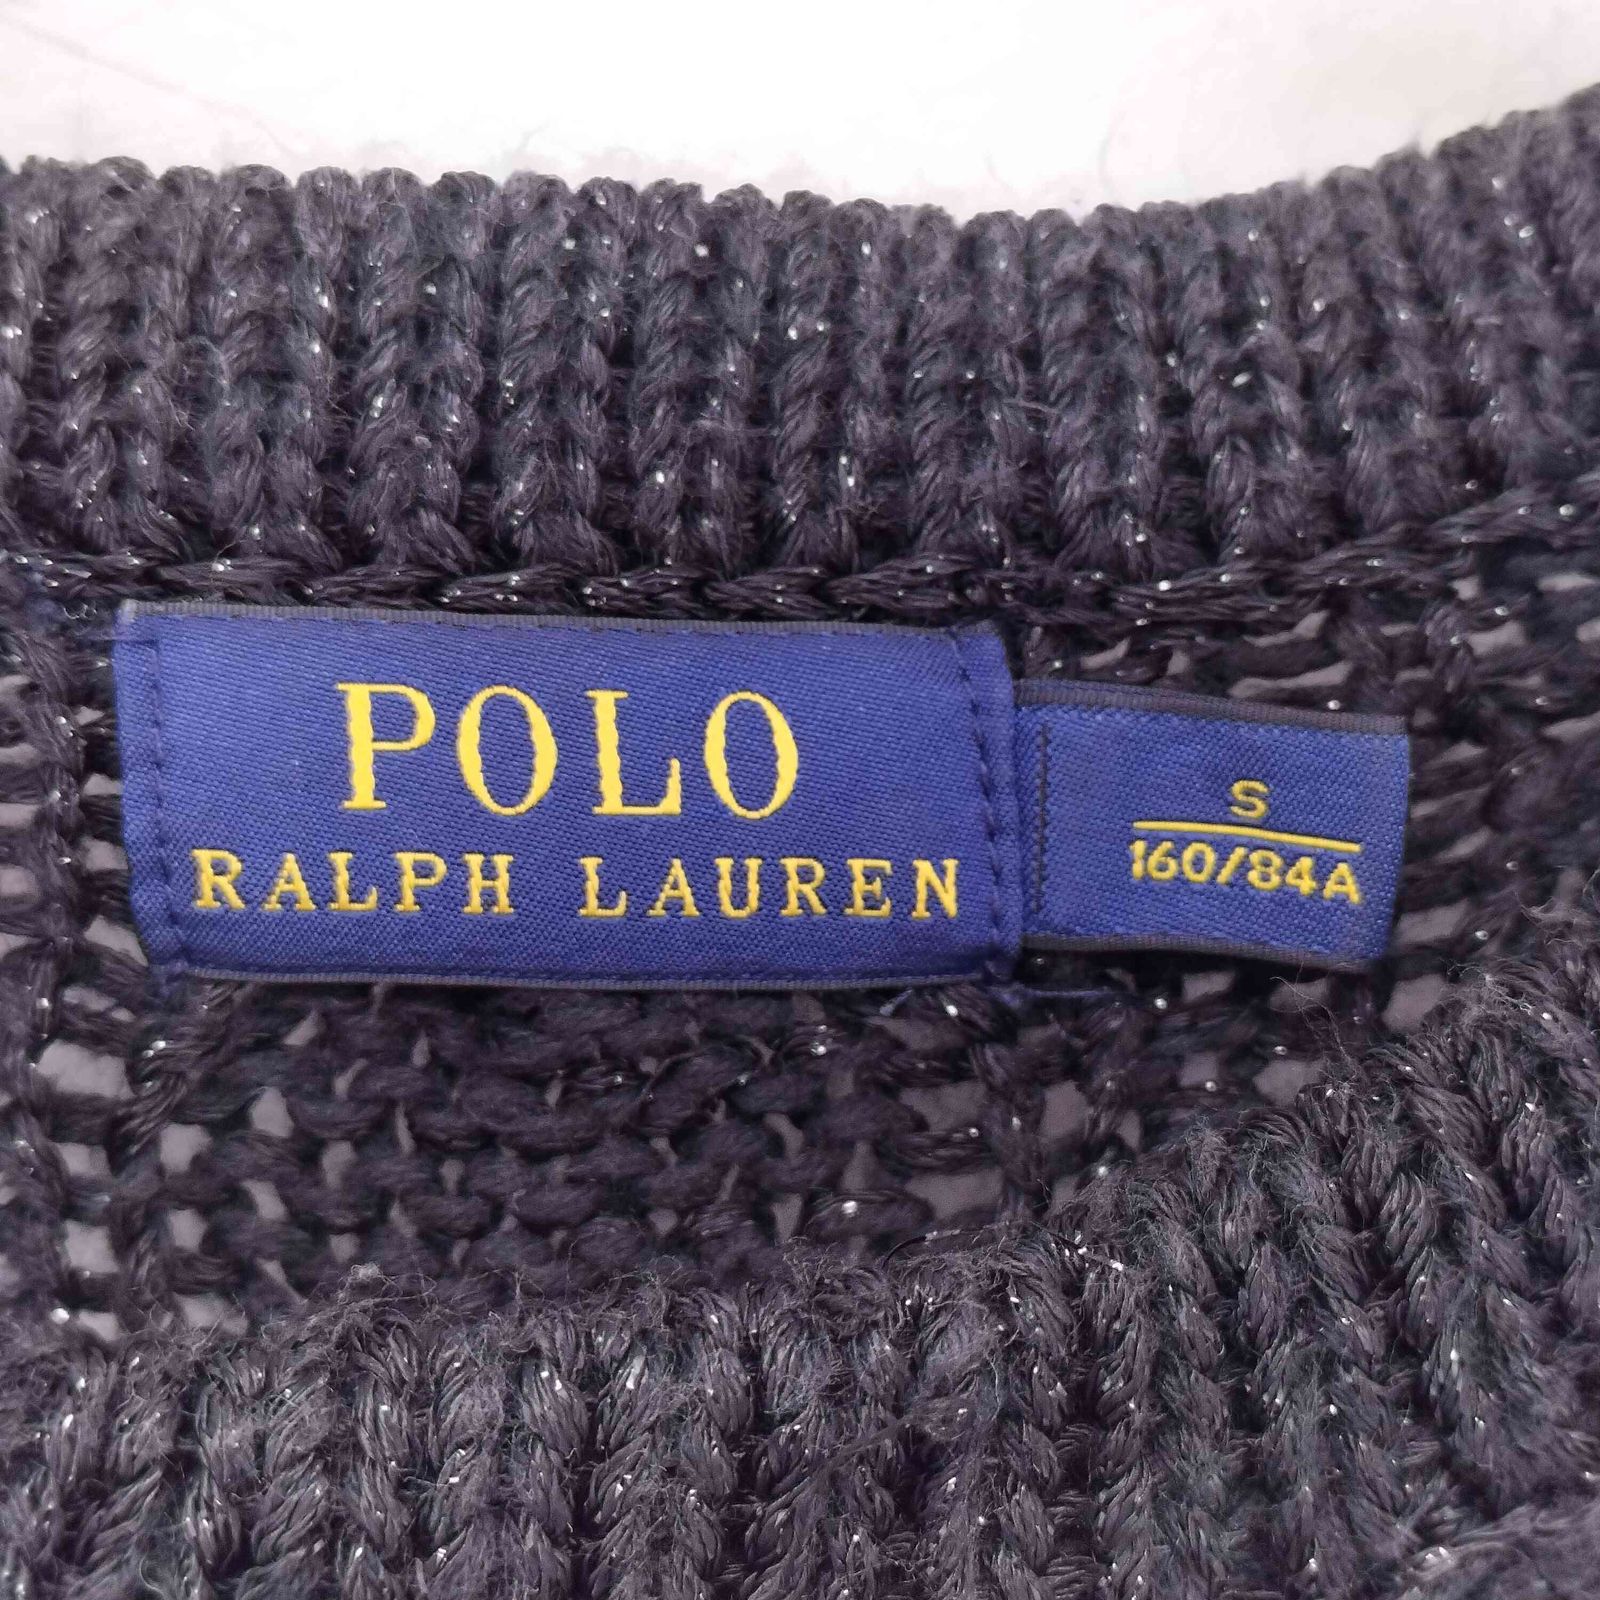 POLO
RALPH LAUREN
S
160/84A